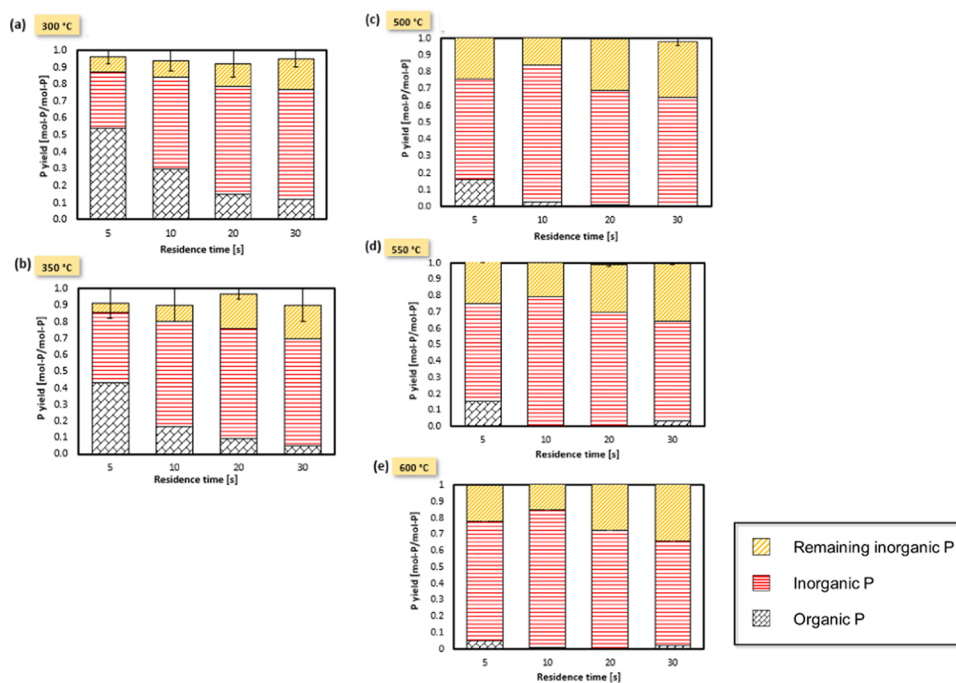 (a) 300 °C
P yield [mol-P/mol-P]
1.0
0.9
0.8
0.7
0.6
0.5
0.4
0.3
0.2
0.1
0.0
5 10 20 30
Residence time [s]
(b) 350 °C
P yield [mol-P/mol-P]
1.0
0.9
0.8
0.7
0.6
0.5
0.4
0.3
0.2
0.1
0.0
5 10 20 30
Residence time [s]
(c) 500 °C
P yield [mol-P/mol-P]
1.0
0.9
0.8
0.7
0.6
0.5
0.4
0.3
0.2
0.1
0.0
5 10 20 30
Residence time [s]
(d) 550 °C
P yield [mol-P/mol-P]
1.0
0.9
0.8
0.7
0.6
0.5
0.4
0.3
0.2
0.1
0.0
5 10 20 30
Residence time [s]
(e) 600 °C
P yield [mol-P/mol-P]
1
0.9
0.8
0.7
0.6
0.5
0.4
0.3
0.2
0.1
0
5 10 20 30
Residence time [s]
Remaining inorganic P
Inorganic P
Organic P